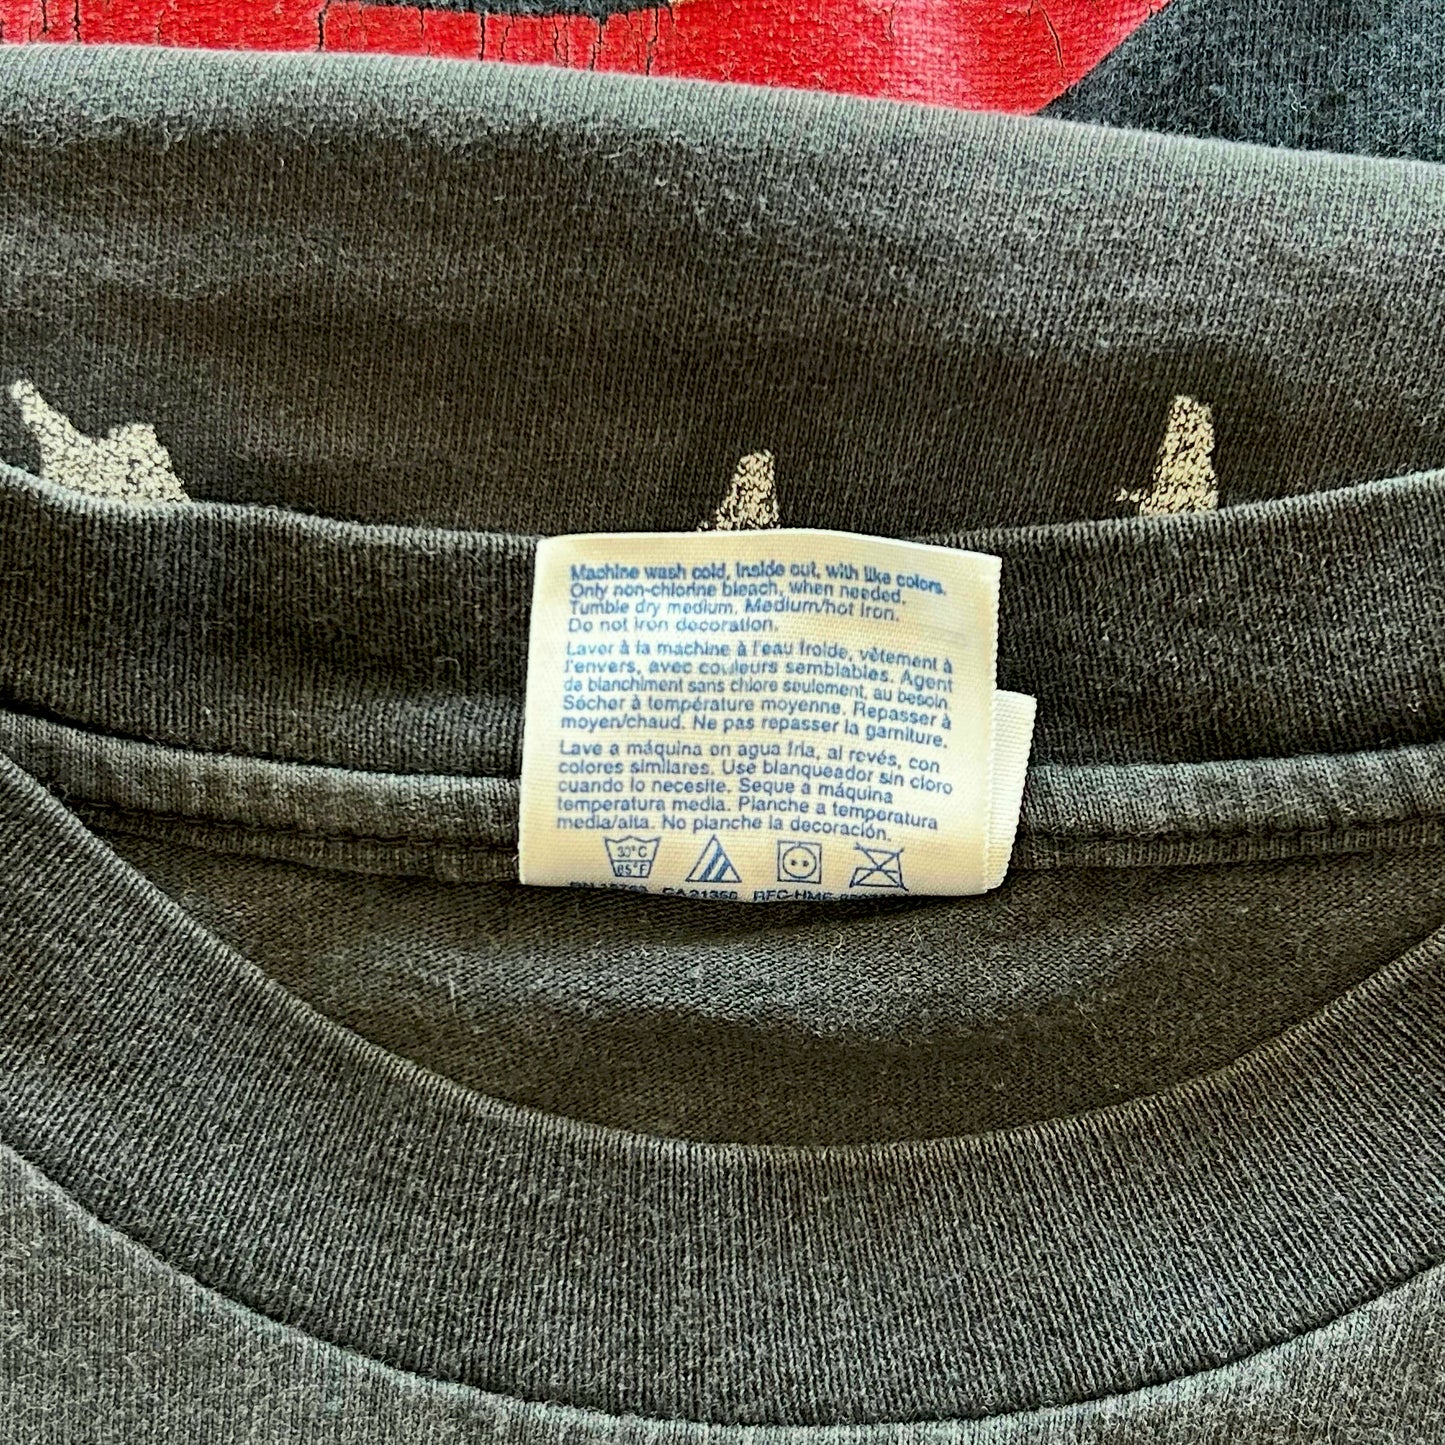 Machine wash cold, inside out, with like colors.
Only non-chlorine bleach, when needed.
Tumble dry medium. Medium/hot iron.
Do not iron decoration.
Laver à la machine à l'eau froide, vêtement à
l'envers, avec couleurs semblables. Agent
de blanchiment sans chlore seulement, au besoin.
Sécher à température moyenne. Repasser à
moyen/chaud. Ne pas repasser la garniture.
Lave a máquina en agua fria, al revés, con
colores similares. Use blanqueador sin cloro
cuando lo necesite. Seque a máquina
temperatura media. Planche a temperatura
media/alta. No planche la decoración.
30°C
85°F
CA 21356